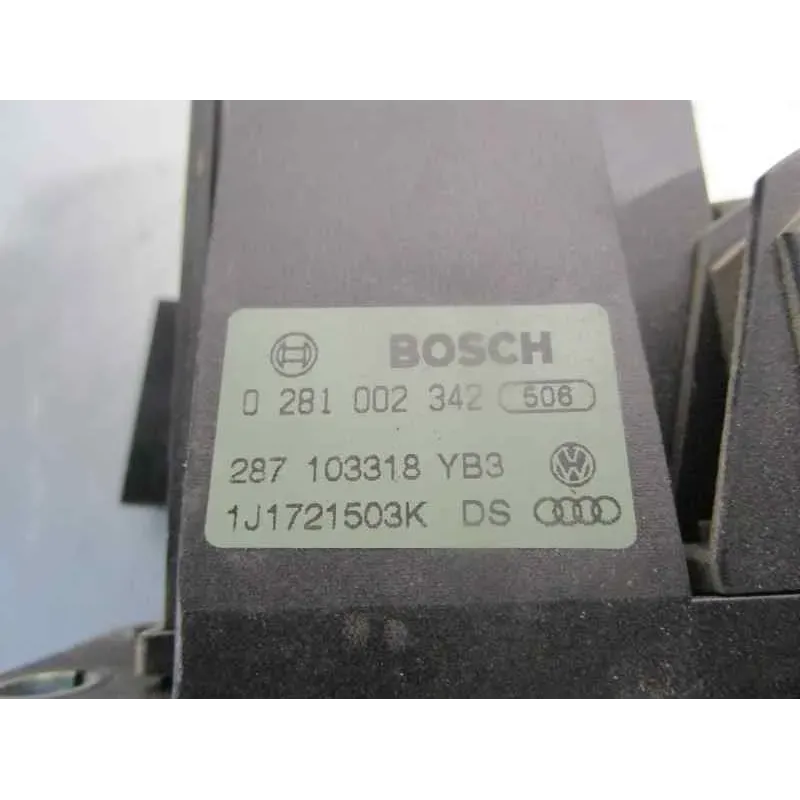 BOSCH
0 281 002 342 506
287 103318 YB3
1J1721503K DS